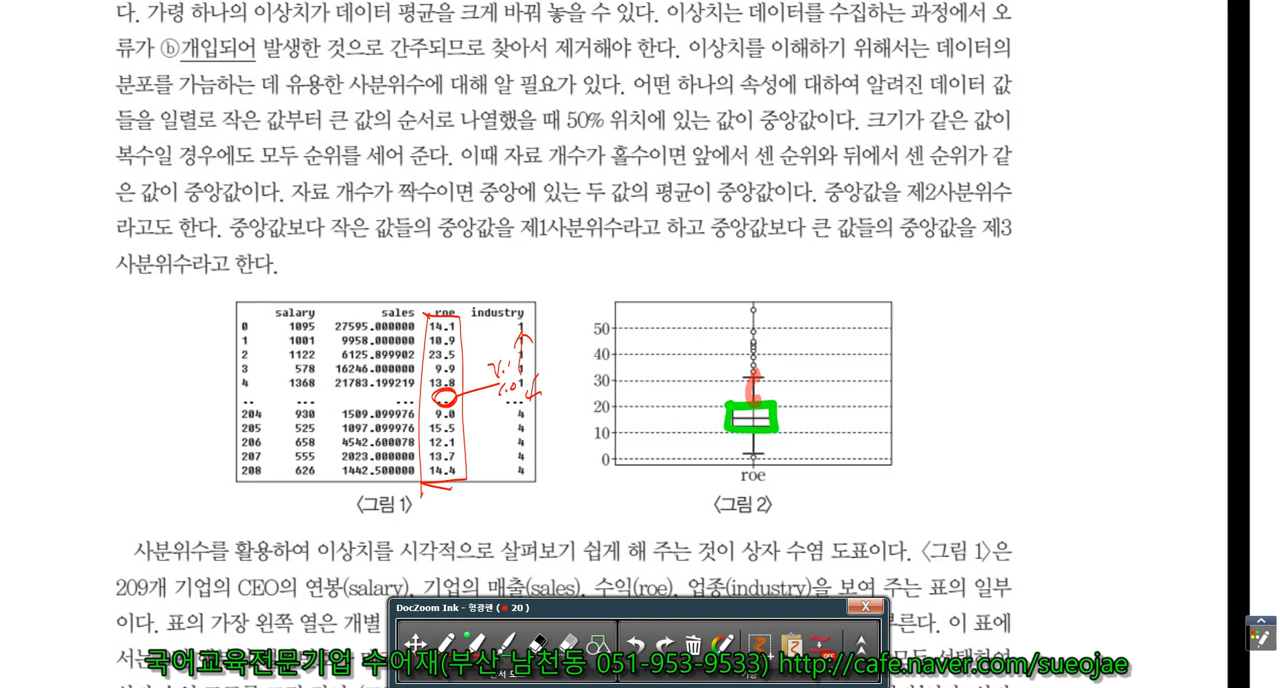 다. 가령 하나의 이상치가 데이터 평균을 크게 바꿔 놓을 수 있다. 이상치는 데이터를 수집하는 과정에서 오
류가 ⓑ개입되어 발생한 것으로 간주되므로 찾아서 제거해야 한다. 이상치를 이해하기 위해서는 데이터의
분포를 가늠하는 데 유용한 사분위수에 대해 알 필요가 있다. 어떤 하나의 속성에 대하여 알려진 데이터 값
들을 일렬로 작은 값부터 큰 값의 순서로 나열했을 때 50% 위치에 있는 값이 중앙값이다. 크기가 같은 값이
복수일 경우에도 모두 순위를 세어 준다. 이때 자료 개수가 홀수이면 앞에서 센 순위와 뒤에서 센 순위가 같
은 값이 중앙값이다. 자료 개수가 짝수이면 중앙에 있는 두 값의 평균이 중앙값이다. 중앙값을 제2사분위수
라고도 한다. 중앙값보다 작은 값들의 중앙값을 제1사분위수라고 하고 중앙값보다 큰 값들의 중앙값을 제3
사분위수라고 한다.
salary sales roe industry
0 1095 27595.000000 14.1 1
1 1001 9958.000000 10.9 1
2 1122 6125.899902 23.5 1
3 578 16246.000000 9.9 1
4 1368 21783.199219 13.8 1
.. ... ... ... ...
204 930 1509.099976 9.0 4
205 525 1097.099976 15.5 4
206 658 4542.600078 12.1 4
207 555 2023.000000 13.7 4
208 626 1442.500000 14.4 4
〈그림 1〉
50
40
30
20
10
0
roe
〈그림 2〉
사분위수를 활용하여 이상치를 시각적으로 살펴보기 쉽게 해 주는 것이 상자 수염 도표이다. 〈그림 1〉은
209개 기업의 CEO의 연봉(salary), 기업의 매출(sales), 수익(roe), 업종(industry)을 보여 주는 표의 일부
이다. 표의 가장 왼쪽 열은 개별
부른다. 이 표에
DocZoom Ink - 형광펜 ( 20 )
OFF
국어교육전문기업 수어재(부산 남천동 051-953-9533) http://cafe.naver.com/sueojae